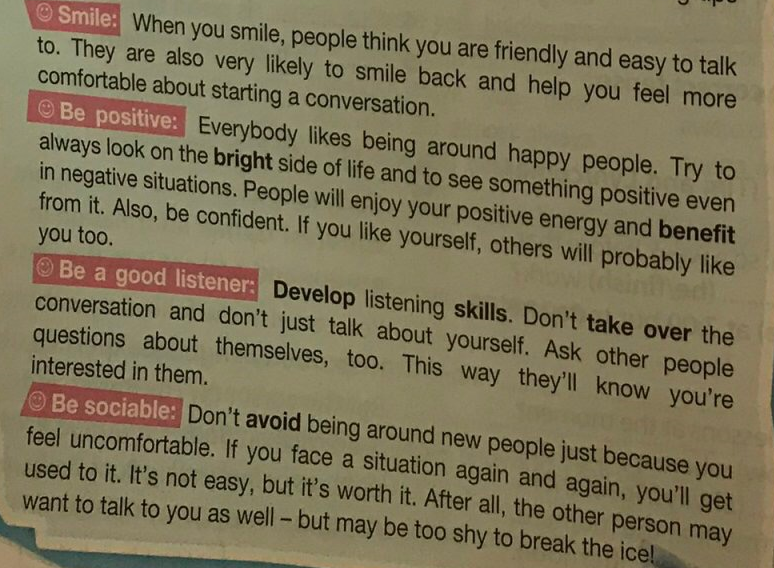 Smile: When you smile, people think you are friendly and easy to talk
to. They are also very likely to smile back and help you feel more
comfortable about starting a conversation.
Be positive: Everybody likes being around happy people. Try to
always look on the bright side of life and to see something positive even
in negative situations. People will enjoy your positive energy and benefit
from it. Also, be confident. If you like yourself, others will probably like
you too.
Be a good listener: Develop listening skills. Don't take over the
conversation and don't just talk about yourself. Ask other people
questions about themselves, too. This way they'll know you're
interested in them.
Be sociable: Don't avoid being around new people just because you
feel uncomfortable. If you face a situation again and again, you'll get
used to it. It's not easy, but it's worth it. After all, the other person may
want to talk to you as well – but may be too shy to break the ice!